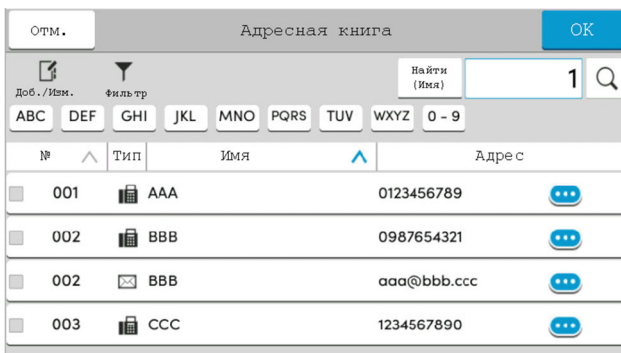 Отм. Адресная книга OK
Доб./Изм. Фильтр Найти (Имя) 1
ABC DEF GHI JKL MNO PQRS TUV WXYZ 0 - 9
№ Тип Имя Адрес
001 AAA 0123456789
002 BBB 0987654321
002 BBB aaa@bbb.ccc
003 CCC 1234567890